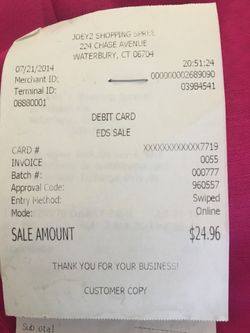 JOEYZ SHOPPING SPREE
224 CHASE AVENUE
WATERBURY, CT 06704
07/21/2014 20:51:24
Merchant ID: 000000002689090
Terminal ID: 03984541
08880001
DEBIT CARD
EDS SALE
CARD # XXXXXXXXXXXX7719
INVOICE 0055
Batch #: 000777
Approval Code: 960557
Entry Method: Swiped
Mode: Online
SALE AMOUNT $24.96
THANK YOU FOR YOUR BUSINESS!
CUSTOMER COPY
Subtotal